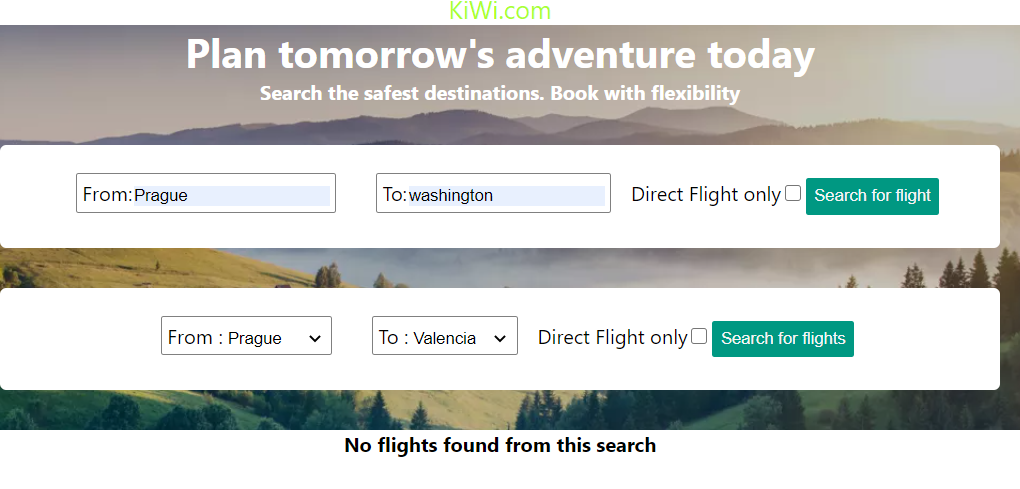 KiWi.com
Plan tomorrow's adventure today
Search the safest destinations. Book with flexibility
From: Prague To: washington Direct Flight only Search for flight
From : Prague To : Valencia Direct Flight only Search for flights
No flights found from this search